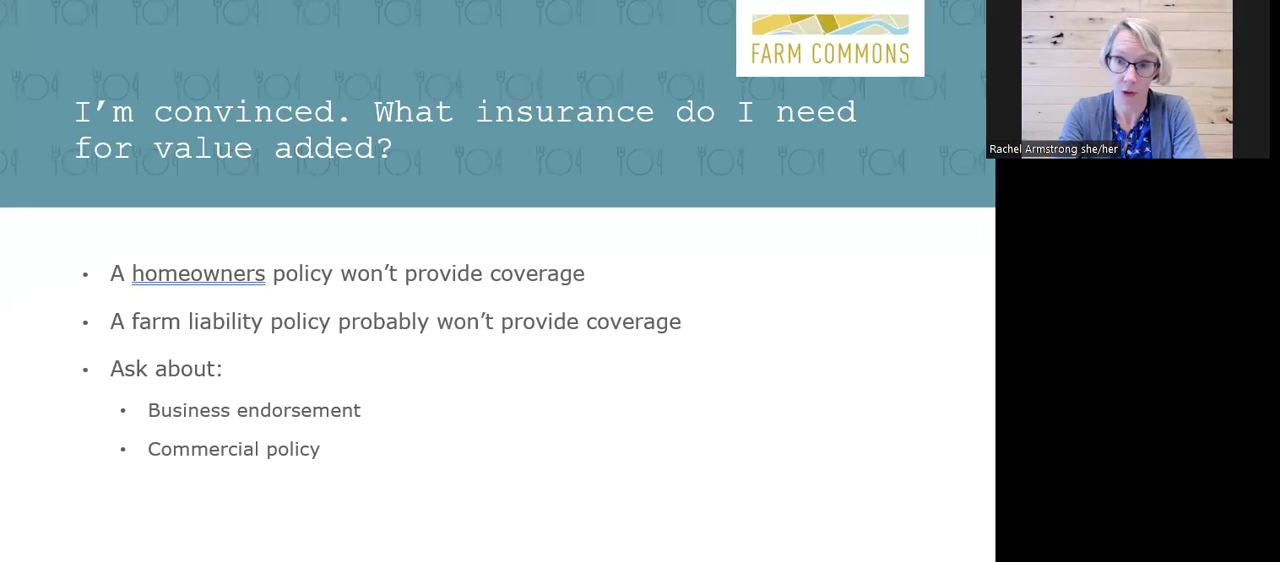 FARM COMMONS
I’m convinced. What insurance do I need
for value added?
• A homeowners policy won’t provide coverage
• A farm liability policy probably won’t provide coverage
• Ask about:
• Business endorsement
• Commercial policy
Rachel Armstrong she/her